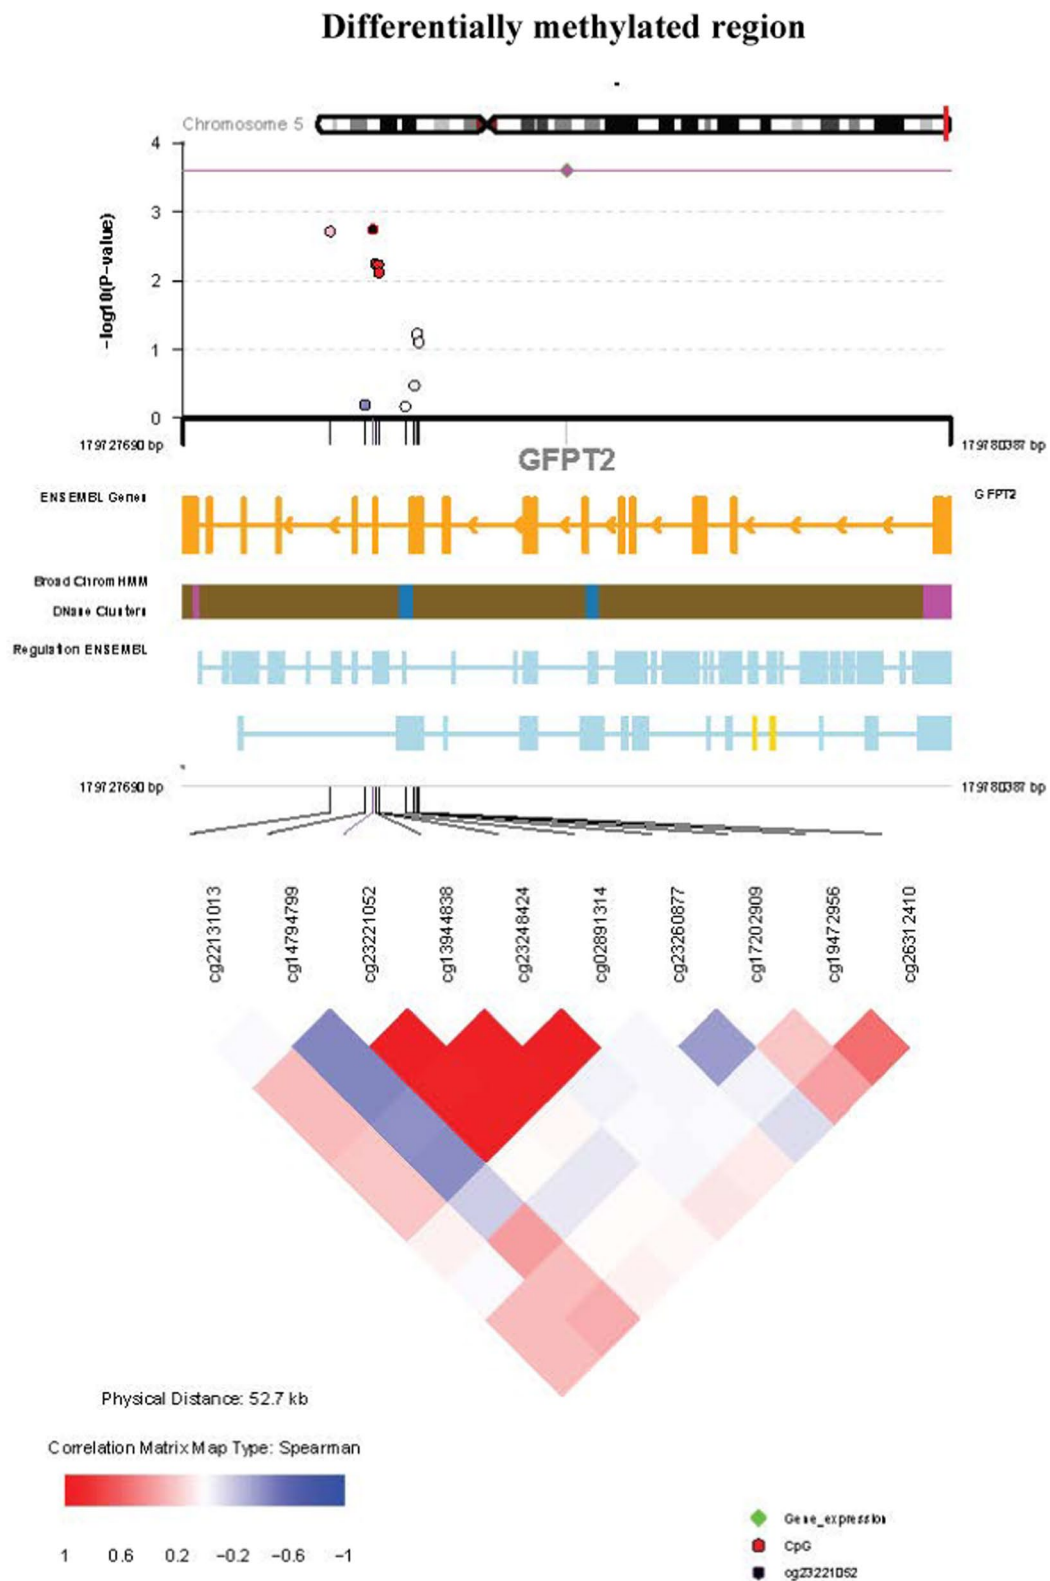 Differentially methylated region
-
Chromosome 5
4
3
2
1
0
-log10(P-value)
179727690 bp
179780387 bp
GFPT2
ENSEMBL Genes
GFPT2
Broad ChromHMM
DNase Clusters
Regulation ENSEMBL
179727690 bp
179780387 bp
cg22131013
cg14794799
cg23221052
cg13944838
cg23248424
cg02891314
cg23260877
cg17202909
cg19472956
cg26312410
Physical Distance: 52.7 kb
Correlation Matrix Map Type: Spearman
1 0.6 0.2 −0.2 −0.6 −1
Gene_expression
CpG
cg23221052